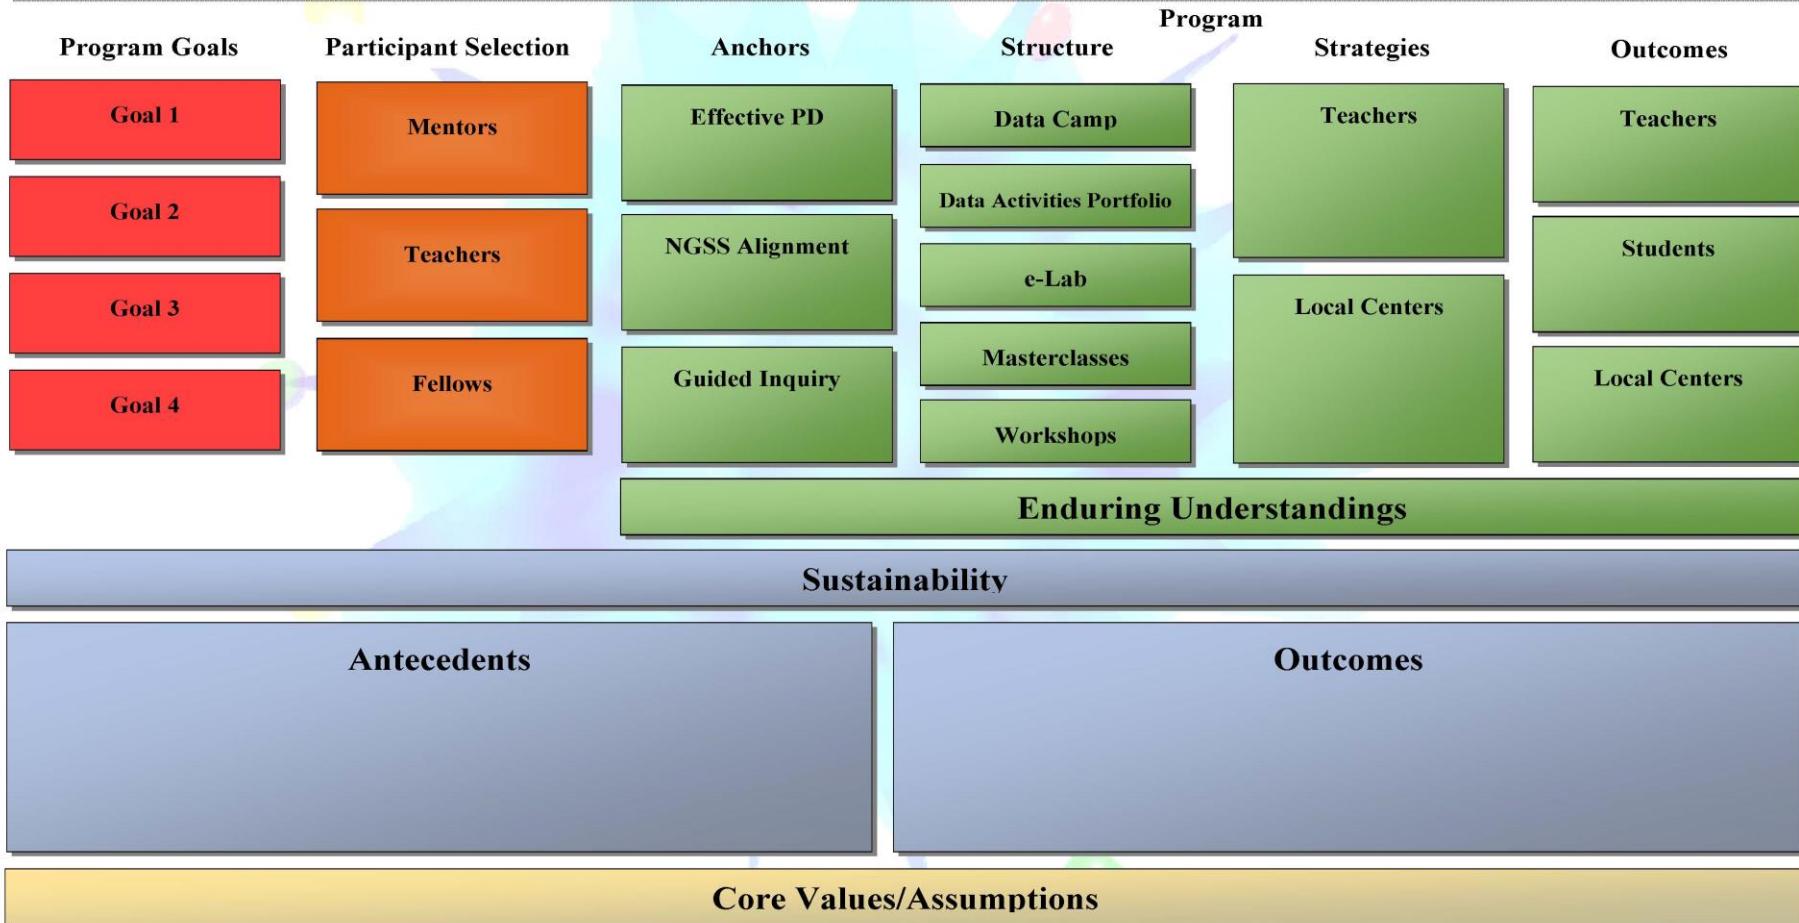 Program
Program Goals
Participant Selection
Anchors
Structure
Strategies
Outcomes
Goal 1
Goal 2
Goal 3
Goal 4
Mentors
Teachers
Fellows
Effective PD
NGSS Alignment
Guided Inquiry
Data Camp
Data Activities Portfolio
e-Lab
Masterclasses
Workshops
Teachers
Local Centers
Teachers
Students
Local Centers
Enduring Understandings
Sustainability
Antecedents
Outcomes
Core Values/Assumptions